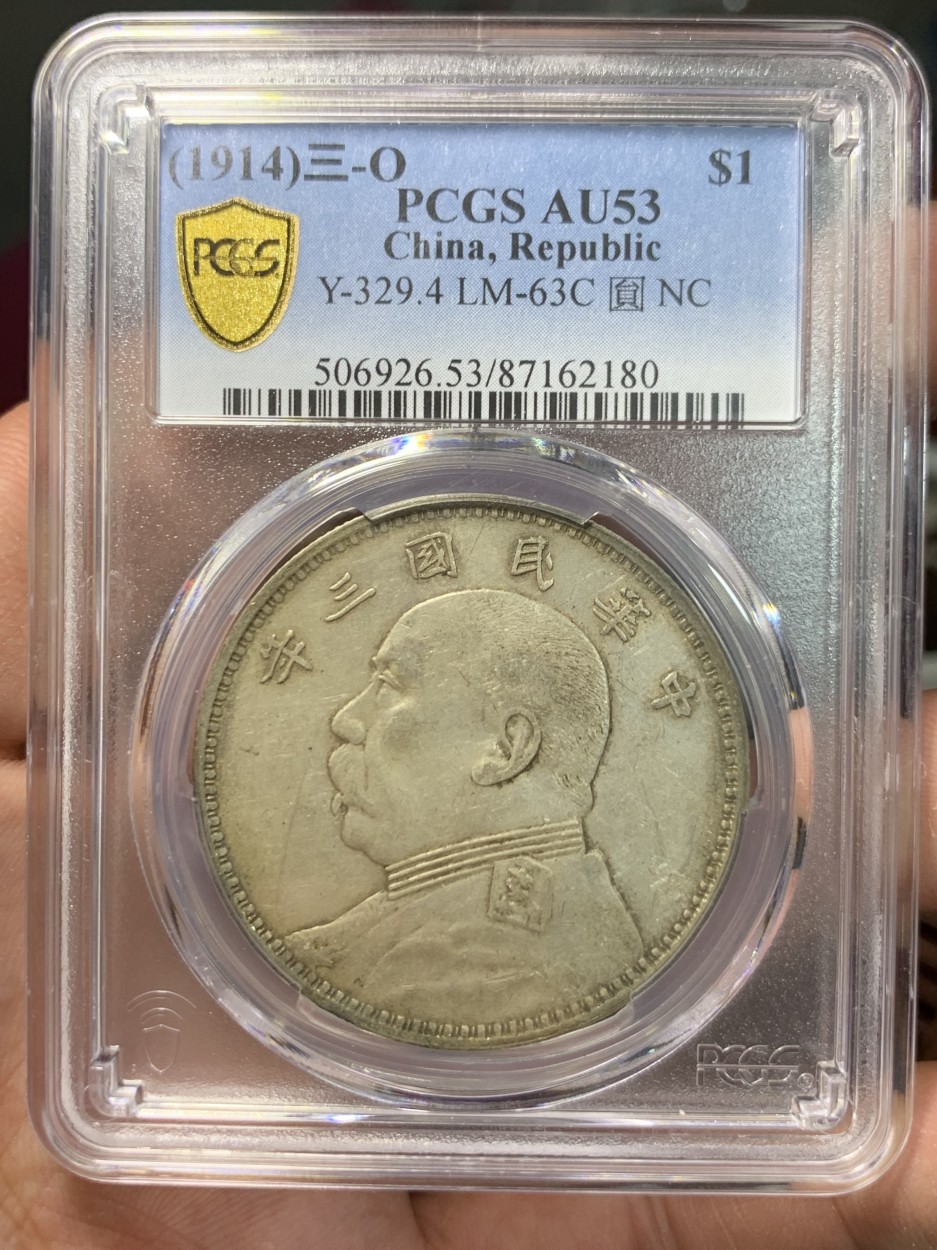 (1914)三-O $1
PCGS AU53
China, Republic
Y-329.4 LM-63C 圎 NC
506926.53/87162180
PCGS
中華民國三年
PCGS